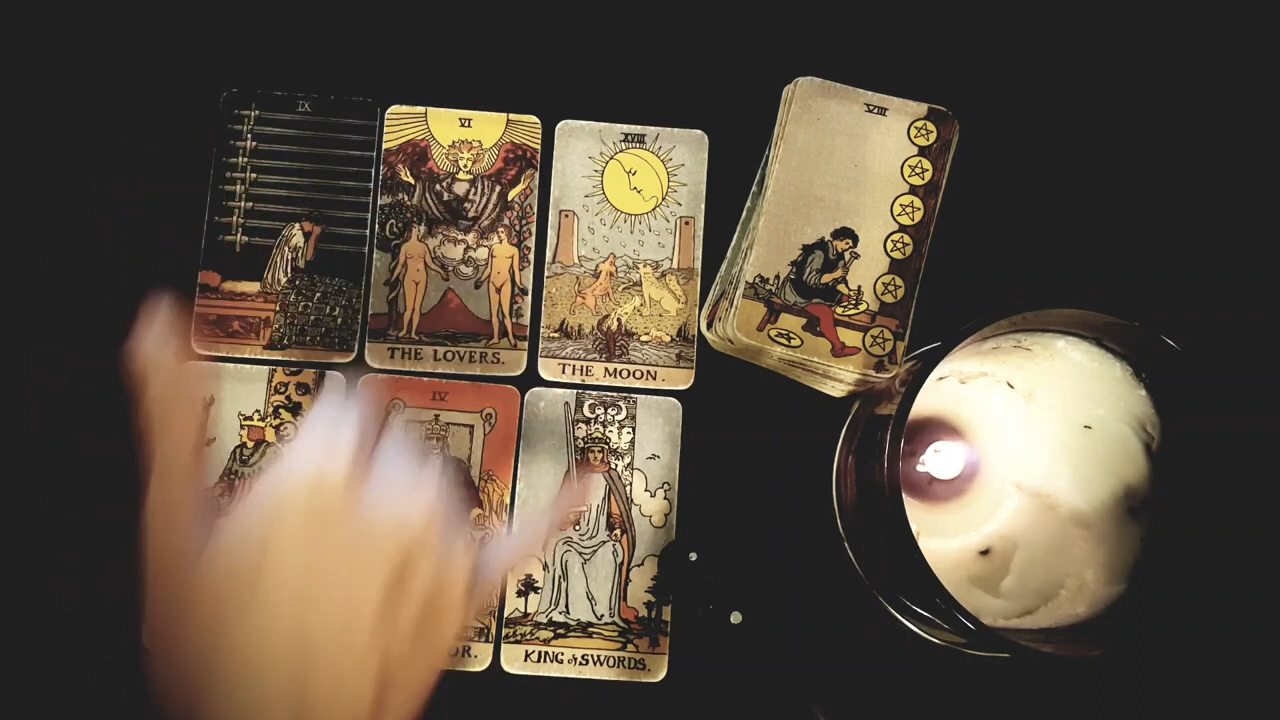 IX
VI
THE LOVERS.
XVIII
THE MOON.
VIII
IV
OR.
KING of SWORDS.